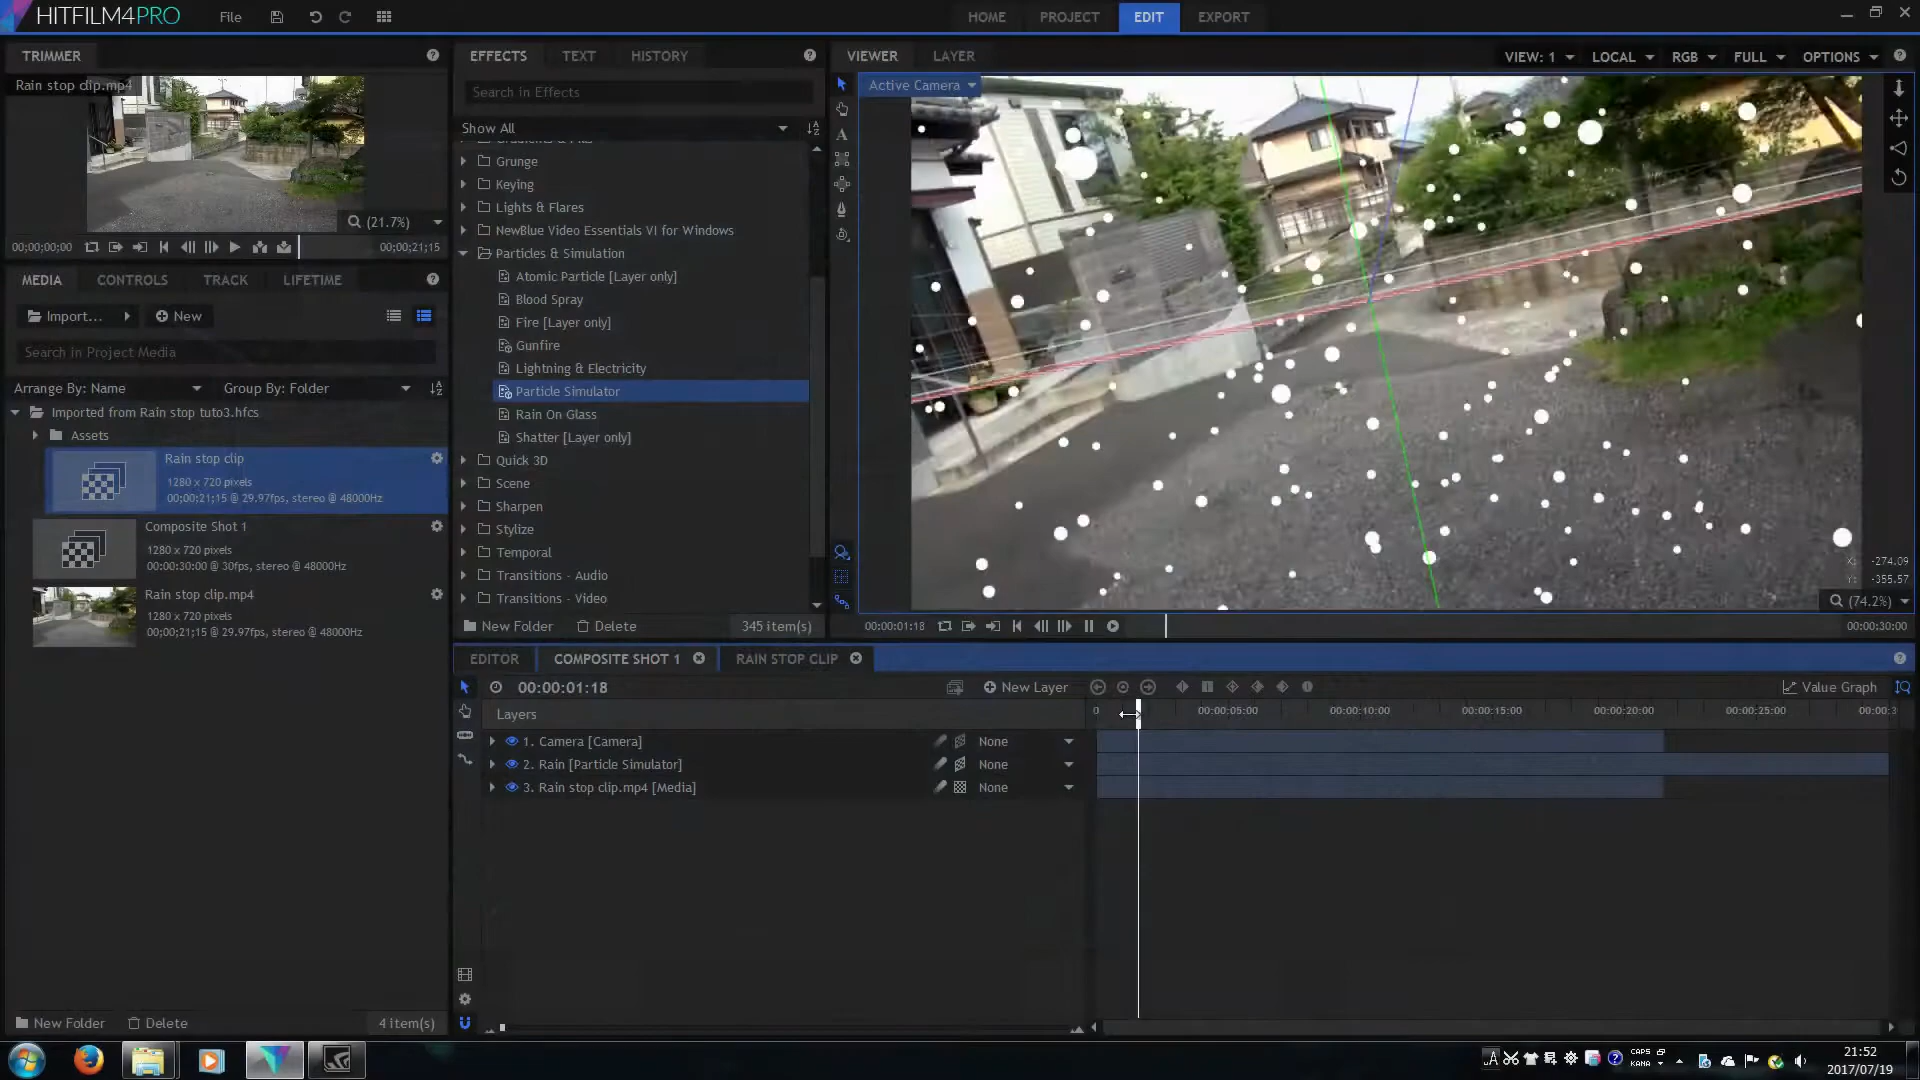 HITFILM4PRO
File
HOME
PROJECT
EDIT
EXPORT
TRIMMER
Rain stop clip.mp4
(21.7%)
00;00;00;00
00;00;21;15
MEDIA
CONTROLS
TRACK
LIFETIME
Import...
New
Search in Project Media
Arrange By: Name
Group By: Folder
Imported from Rain stop tuto3.hfcs
Assets
Rain stop clip
1280 x 720 pixels
00;00;21;15 @ 29.97fps, stereo @ 48000Hz
Composite Shot 1
1280 x 720 pixels
00:00:30:00 @ 30fps, stereo @ 48000Hz
Rain stop clip.mp4
1280 x 720 pixels
00;00;21;15 @ 29.97fps, stereo @ 48000Hz
New Folder
Delete
4 item(s)
EFFECTS
TEXT
HISTORY
Search in Effects
Show All
Grunge
Keying
Lights & Flares
NewBlue Video Essentials VI for Windows
Particles & Simulation
Atomic Particle [Layer only]
Blood Spray
Fire [Layer only]
Gunfire
Lightning & Electricity
Particle Simulator
Rain On Glass
Shatter [Layer only]
Quick 3D
Scene
Sharpen
Stylize
Temporal
Transitions - Audio
Transitions - Video
New Folder
Delete
345 item(s)
VIEWER
LAYER
VIEW: 1
LOCAL
RGB
FULL
OPTIONS
Active Camera
X: -274.09
Y: -355.57
(74.2%)
00:00:01:18
00:00:30:00
EDITOR
COMPOSITE SHOT 1
RAIN STOP CLIP
00:00:01:18
New Layer
Value Graph
Layers
0
00:00:05:00
00:00:10:00
00:00:15:00
00:00:20:00
00:00:25:00
00:00:3
1. Camera [Camera]
None
2. Rain [Particle Simulator]
None
3. Rain stop clip.mp4 [Media]
None
A
CAPS
KANA
21:52
2017/07/19